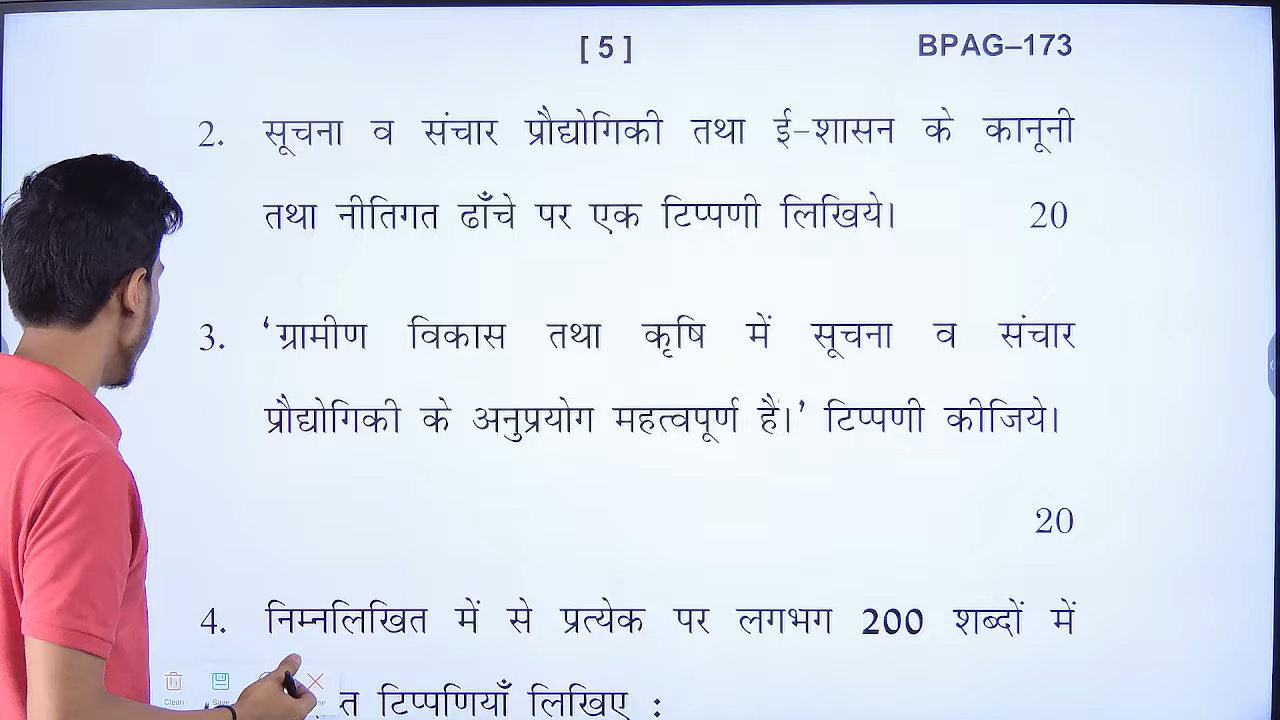 [ 5 ] BPAG–173
2. सूचना व संचार प्रौद्योगिकी तथा ई-शासन के कानूनी
तथा नीतिगत ढाँचे पर एक टिप्पणी लिखिये। 20
3. ‘ग्रामीण विकास तथा कृषि में सूचना व संचार
प्रौद्योगिकी के अनुप्रयोग महत्वपूर्ण है।’ टिप्पणी कीजिये।
20
4. निम्नलिखित में से प्रत्येक पर लगभग 200 शब्दों में
टिप्पणियाँ लिखिए :
Clean